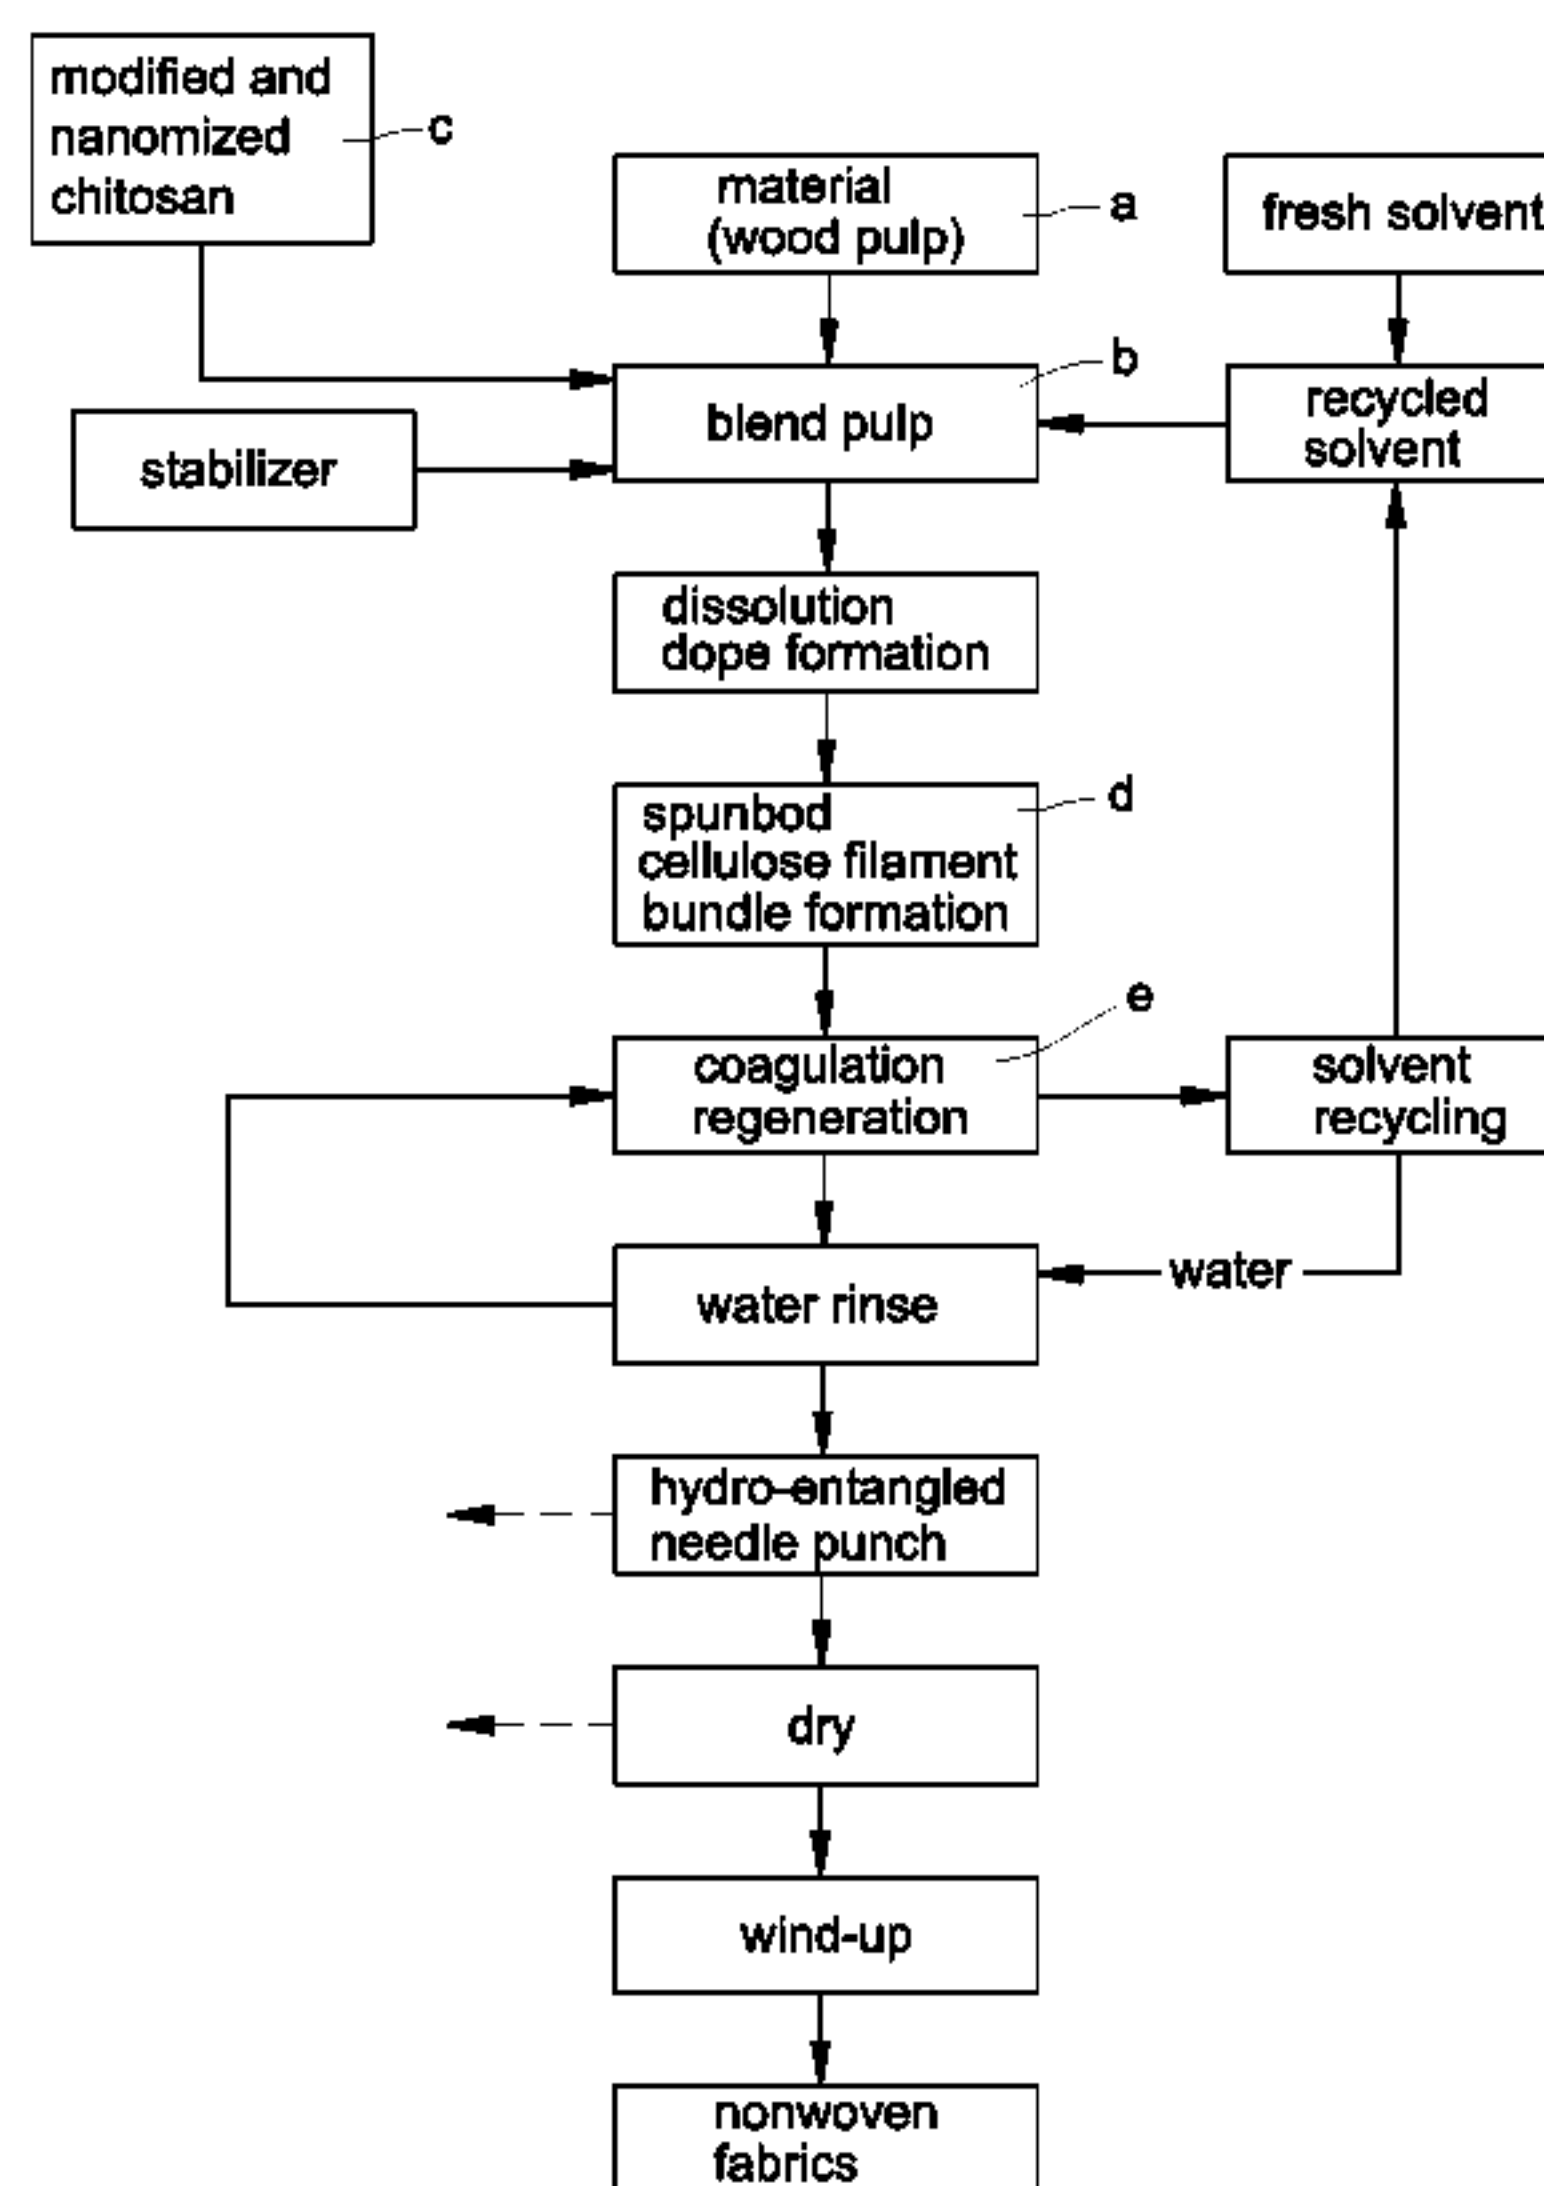 modified and
nanomized
chitosan
c
material
(wood pulp)
a
fresh solvent
b
blend pulp
recycled
solvent
stabilizer
dissolution
dope formation
d
spunbod
cellulose filament
bundle formation
e
coagulation
regeneration
solvent
recycling
water rinse
water
hydro-entangled
needle punch
dry
wind-up
nonwoven
fabrics